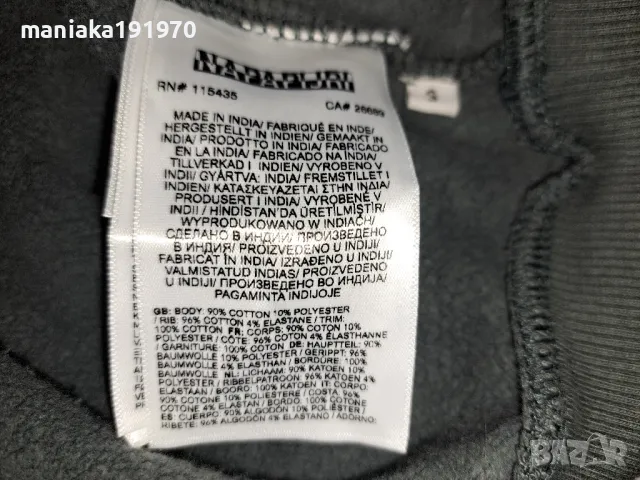 maniaka191970
NAPAPIJRI
RN# 115435
CA# 26689
S
MADE IN INDIA/ FABRIQUÉ EN INDE/
HERGESTELLT IN INDIEN/ GEMAAKT IN
INDIA/ PRODOTTO IN INDIA/ FABRICADO
EN LA INDIA/ FABRICADO NA ÍNDIA/
TILLVERKAD I INDIEN/ VYROBENO V
INDII/ GYÁRTVA: INDIA/ FREMSTILLET I
INDIEN/ ΚΑΤΑΣΚΕΥΑΖΕΤΑΙ ΣΤΗΝ ΙΝΔΙΑ/
PRODUSERT I INDIA/ VYROBENÉ V
INDII / HİNDİSTAN'DA ÜRETİLMİŞTİR/
WYPRODUKOWANO W INDIACH/
СДЕЛАНО В ИНДИИ/ ПРОИЗВЕДЕНО
В ИНДИЯ/ PROIZVEDENO U INDIJI/
FABRICAT ÎN INDIA/ IZRAĐENO U INDIJI/
VALMISTATUD INDIAS/ PROIZVEDENO
U INDIJI/ ПРОИЗВЕДЕНО ВО ИНДИЈА/
PAGAMINTA INDIJOJE
GB: BODY: 90% COTTON 10% POLYESTER
/ RIB: 96% COTTON 4% ELASTANE / TRIM:
100% COTTON FR: CORPS: 90% COTON 10%
POLYESTER / CÔTE: 96% COTON 4% ÉLASTHANNE
/ GARNITURE: 100% COTON DE: HAUPTTEIL: 90%
BAUMWOLLE 10% POLYESTER / GERIPPT: 96%
BAUMWOLLE 4% ELASTHAN / BORDÜRE: 100%
BAUMWOLLE NL: LICHAAM: 90% KATOEN 10%
POLYESTER / RIBBELPATROON: 96% KATOEN 4%
ELASTAAN / BOORD: 100% KATOEN IT: CORPO:
90% COTONE 10% POLIESTERE / COSTA: 96%
COTONE 4% ELASTAN / BORDO: 100% COTONE
ES: CUERPO: 90% ALGODÓN 10% POLIÉSTER /
RIBETE: 96% ALGODÓN 4% ELASTANO / ADORNO:
BAZAR